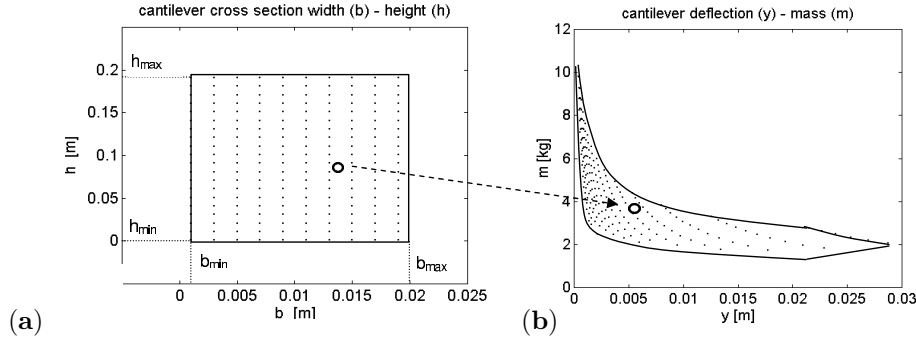 cantilever cross section width (b) - height (h)
0.2
0.15
0.1
0.05
0
h [m]
hmax
hmin
bmin
bmax
0
0.005
0.01
0.015
0.02
0.025
b [m]
(a)
cantilever deflection (y) - mass (m)
12
10
8
6
4
2
0
m [kg]
0
0.005
0.01
0.015
0.02
0.025
0.03
y [m]
(b)